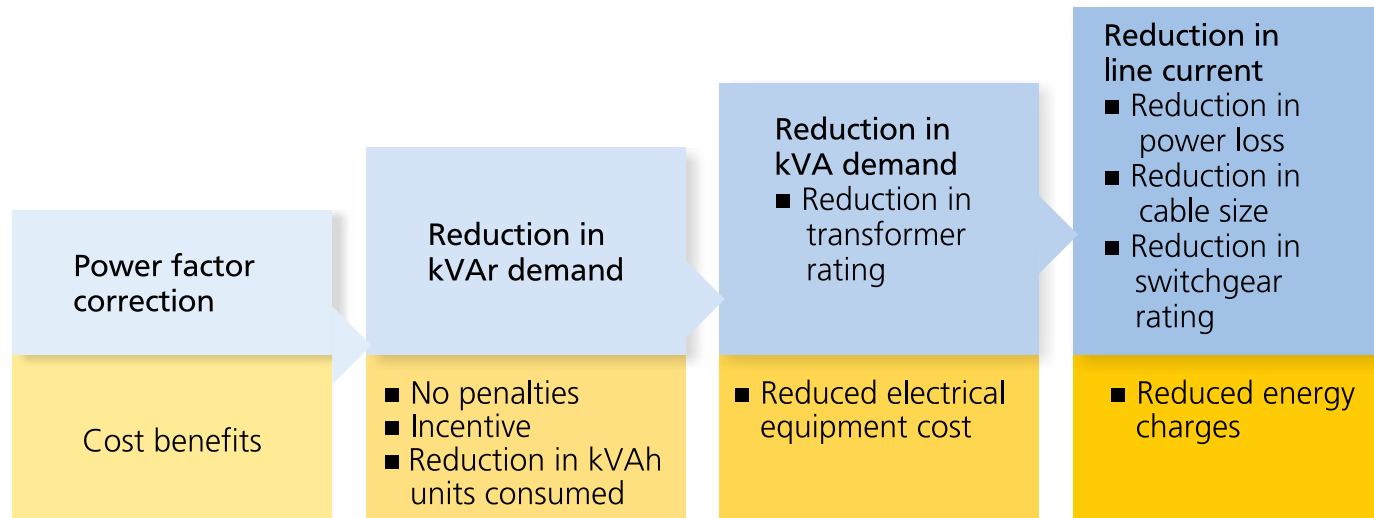 Power factor
correction
Cost benefits
Reduction in
kVAr demand
■ No penalties
■ Incentive
■ Reduction in kVAh
units consumed
Reduction in
kVA demand
■ Reduction in
transformer
rating
■ Reduced electrical
equipment cost
Reduction in
line current
■ Reduction in
power loss
■ Reduction in
cable size
■ Reduction in
switchgear
rating
■ Reduced energy
charges